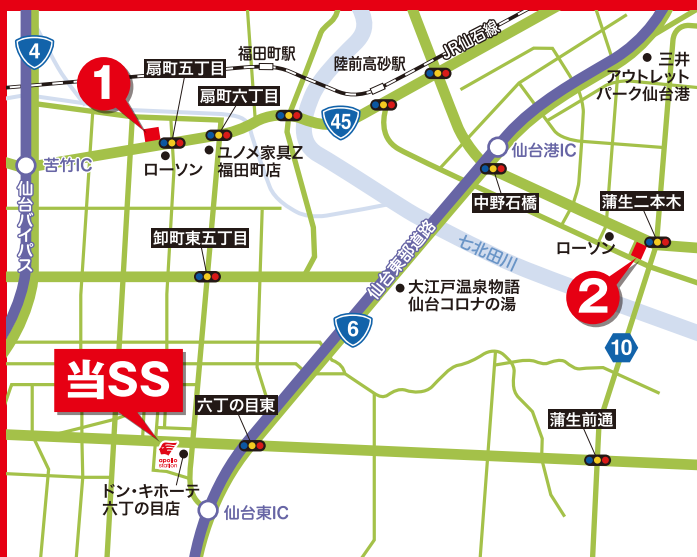 4
福田町駅
JR仙石線
陸前高砂駅
三井
アウトレット
パーク仙台港
扇町五丁目
1
扇町六丁目
45
苦竹IC
ローソン
ユノメ家具Z
福田町店
仙台港IC
中野石橋
蒲生二本木
仙台バイパス
卸町東五丁目
仙台東部道路
七北田川
ローソン
大江戸温泉物語
仙台コロナの湯
2
6
10
当SS
六丁の目東
蒲生前通
apollo
station
ドン・キホーテ
六丁の目店
仙台東IC